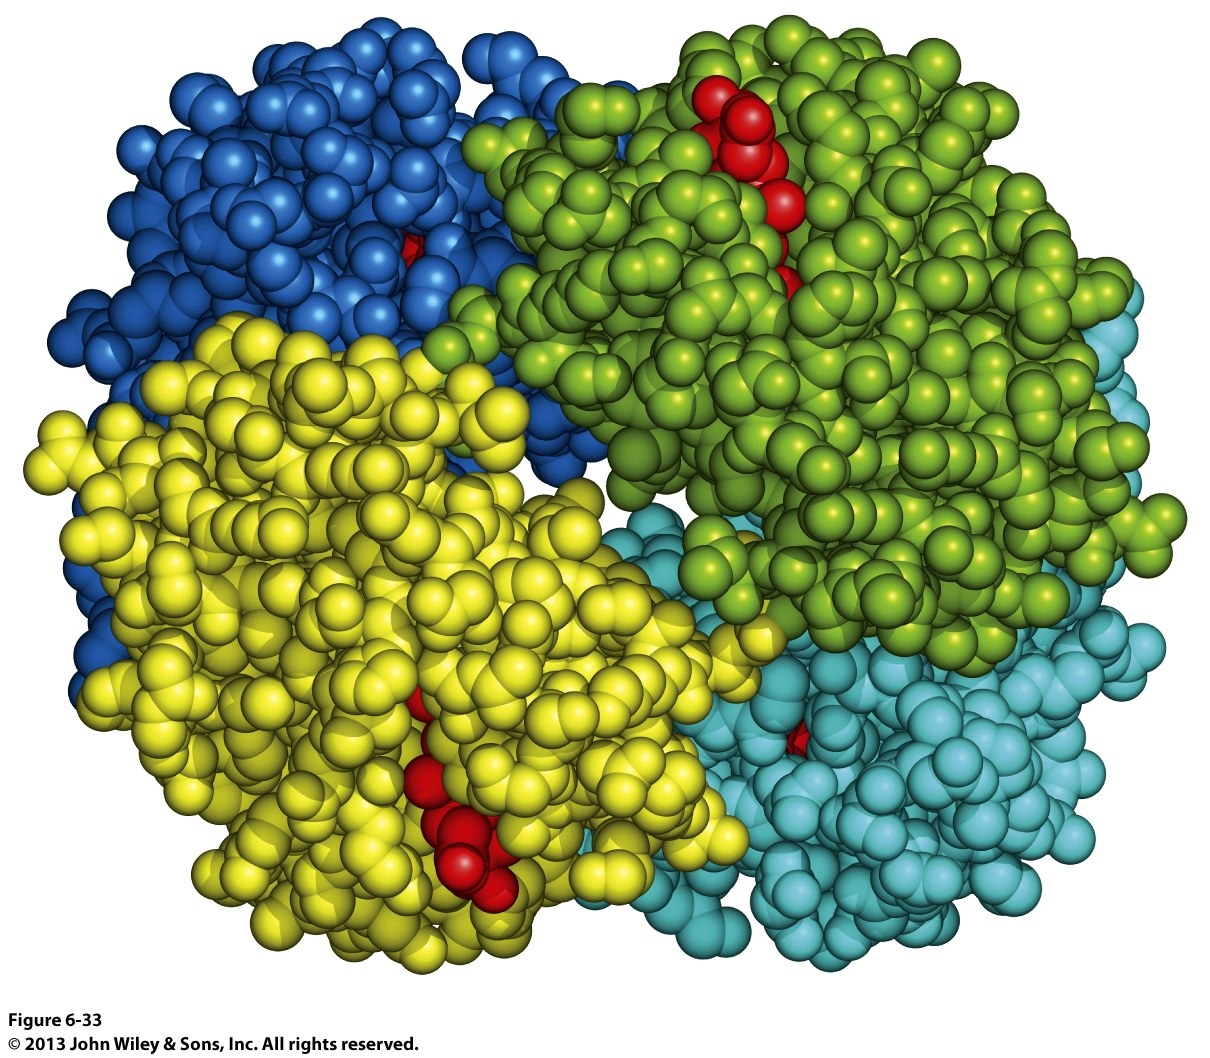 Figure 6-33
© 2013 John Wiley & Sons, Inc. All rights reserved.